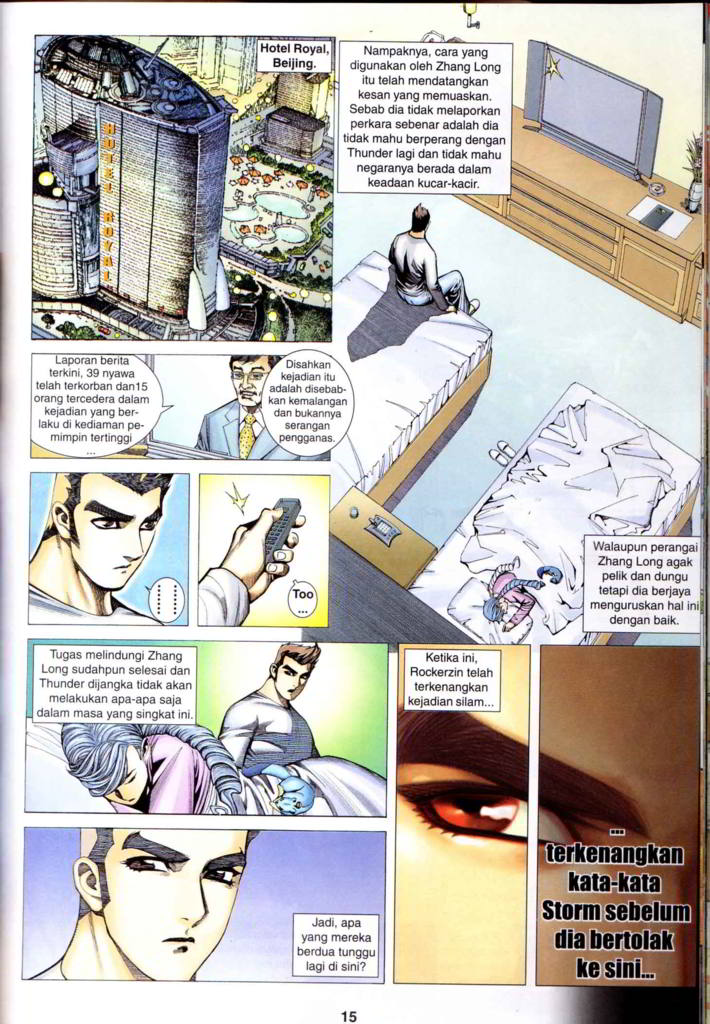 Hotel Royal,
Beijing.
HOTEL ROYAL
Nampaknya, cara yang
digunakan oleh Zhang Long
itu telah mendatangkan
kesan yang memuaskan.
Sebab dia tidak melaporkan
perkara sebenar adalah dia
tidak mahu berperang dengan
Thunder lagi dan tidak mahu
negaranya berada dalam
keadaan kucar-kacir.
Laporan berita
terkini, 39 nyawa
telah terkorban dan15
orang tercedera dalam
kejadian yang ber-
laku di kediaman pe-
mimpin tertinggi
...
Disahkan
kejadian itu
adalah disebab-
kan kemalangan
dan bukannya
serangan
pengganas.
......
Too
...
Walaupun perangai
Zhang Long agak
pelik dan dungu
tetapi dia berjaya
menguruskan hal ini
dengan baik.
Tugas melindungi Zhang
Long sudahpun selesai dan
Thunder dijangka tidak akan
melakukan apa-apa saja
dalam masa yang singkat ini.
Jadi, apa
yang mereka
berdua tunggu
lagi di sini?
Ketika ini,
Rockerzin telah
terkenangkan
kejadian silam...
...
terkenangkan
kata-kata
Storm sebelum
dia bertolak
ke sini...
15